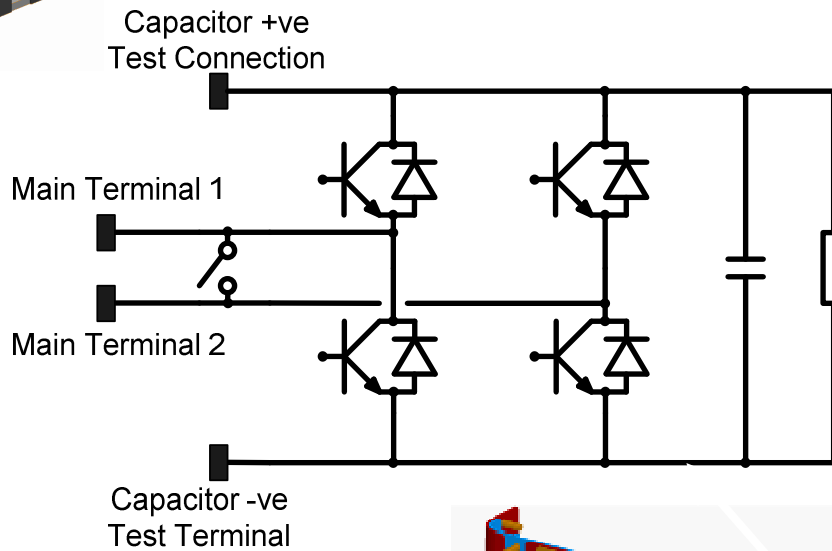 Capacitor +ve
Test Connection
Main Terminal 1
Main Terminal 2
Capacitor -ve
Test Terminal